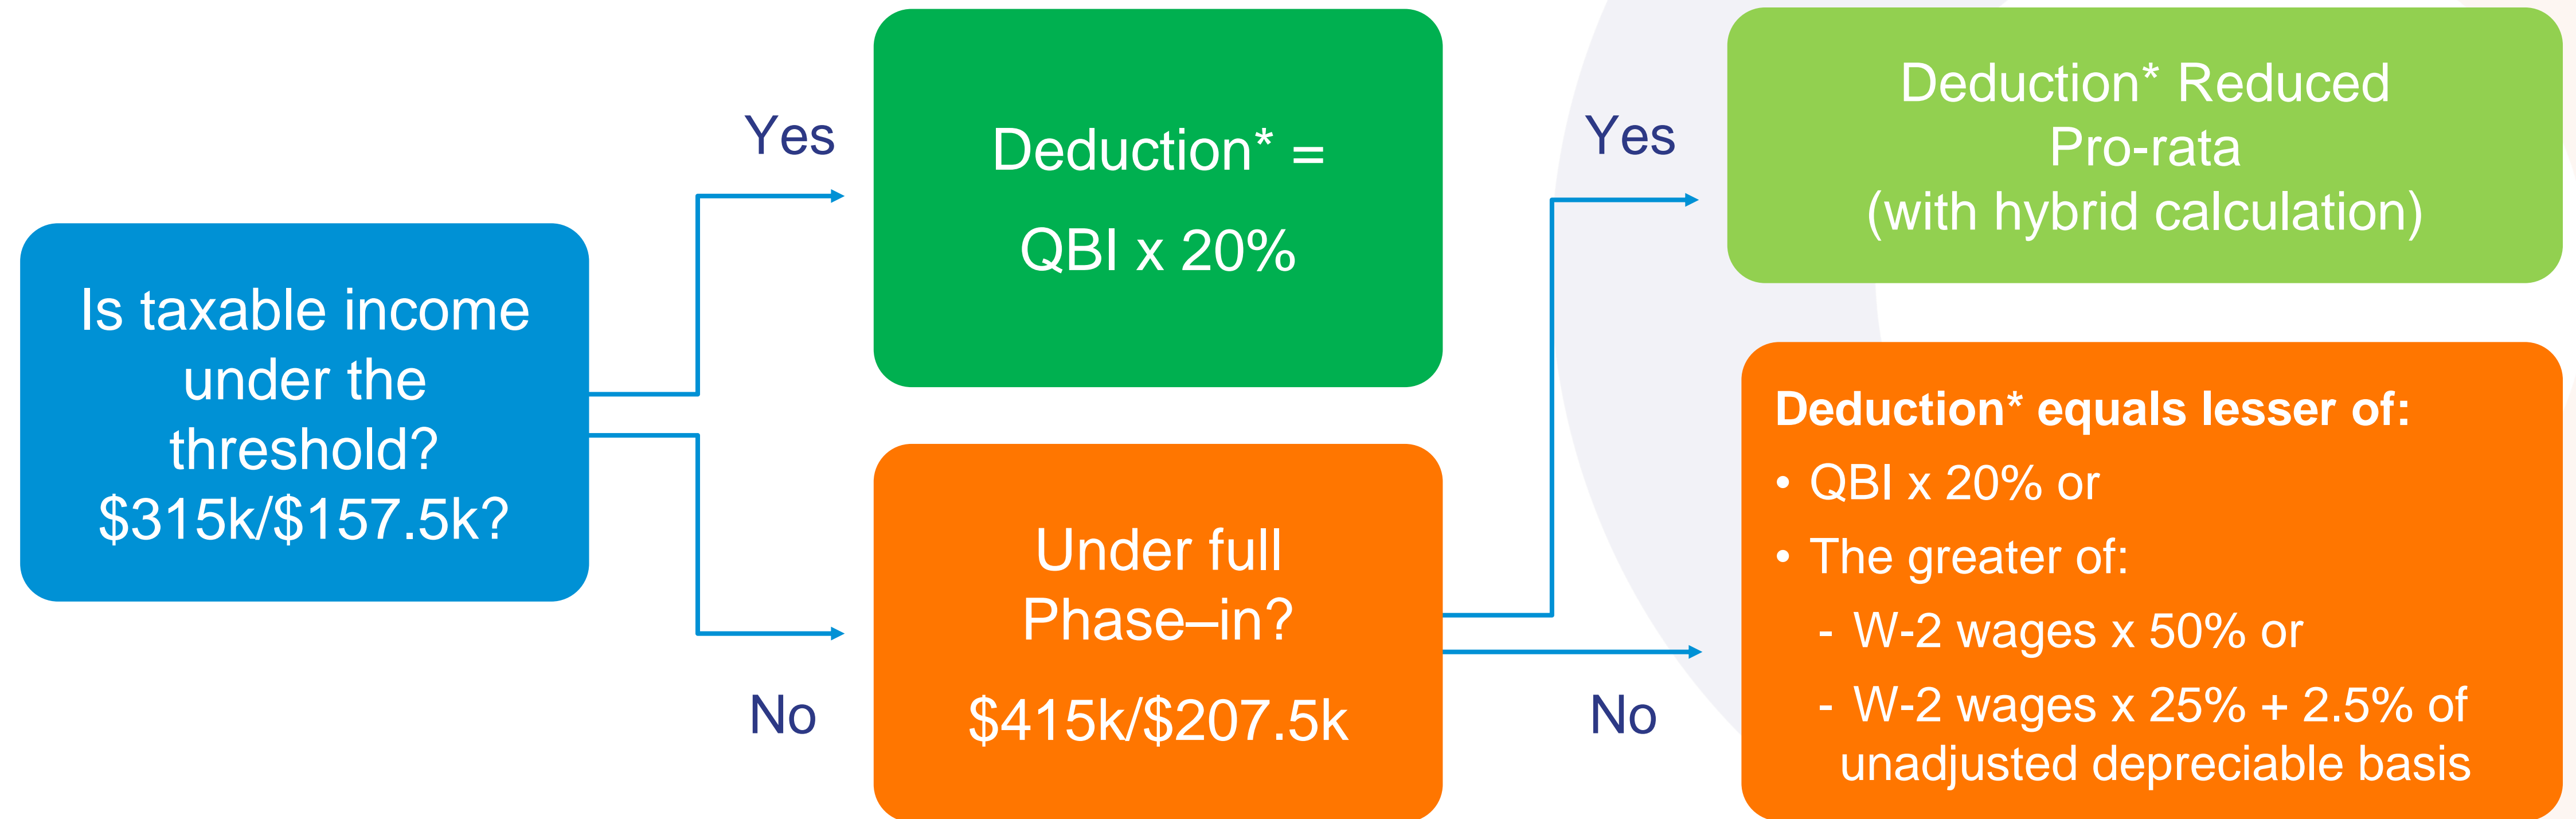 Is taxable income
under the
threshold?
$315k/$157.5k?
Yes
No
Deduction* =
QBI x 20%
Under full
Phase–in?
$415k/$207.5k
Yes
No
Deduction* Reduced
Pro-rata
(with hybrid calculation)
Deduction* equals lesser of:
• QBI x 20% or
• The greater of:
- W-2 wages x 50% or
- W-2 wages x 25% + 2.5% of
unadjusted depreciable basis